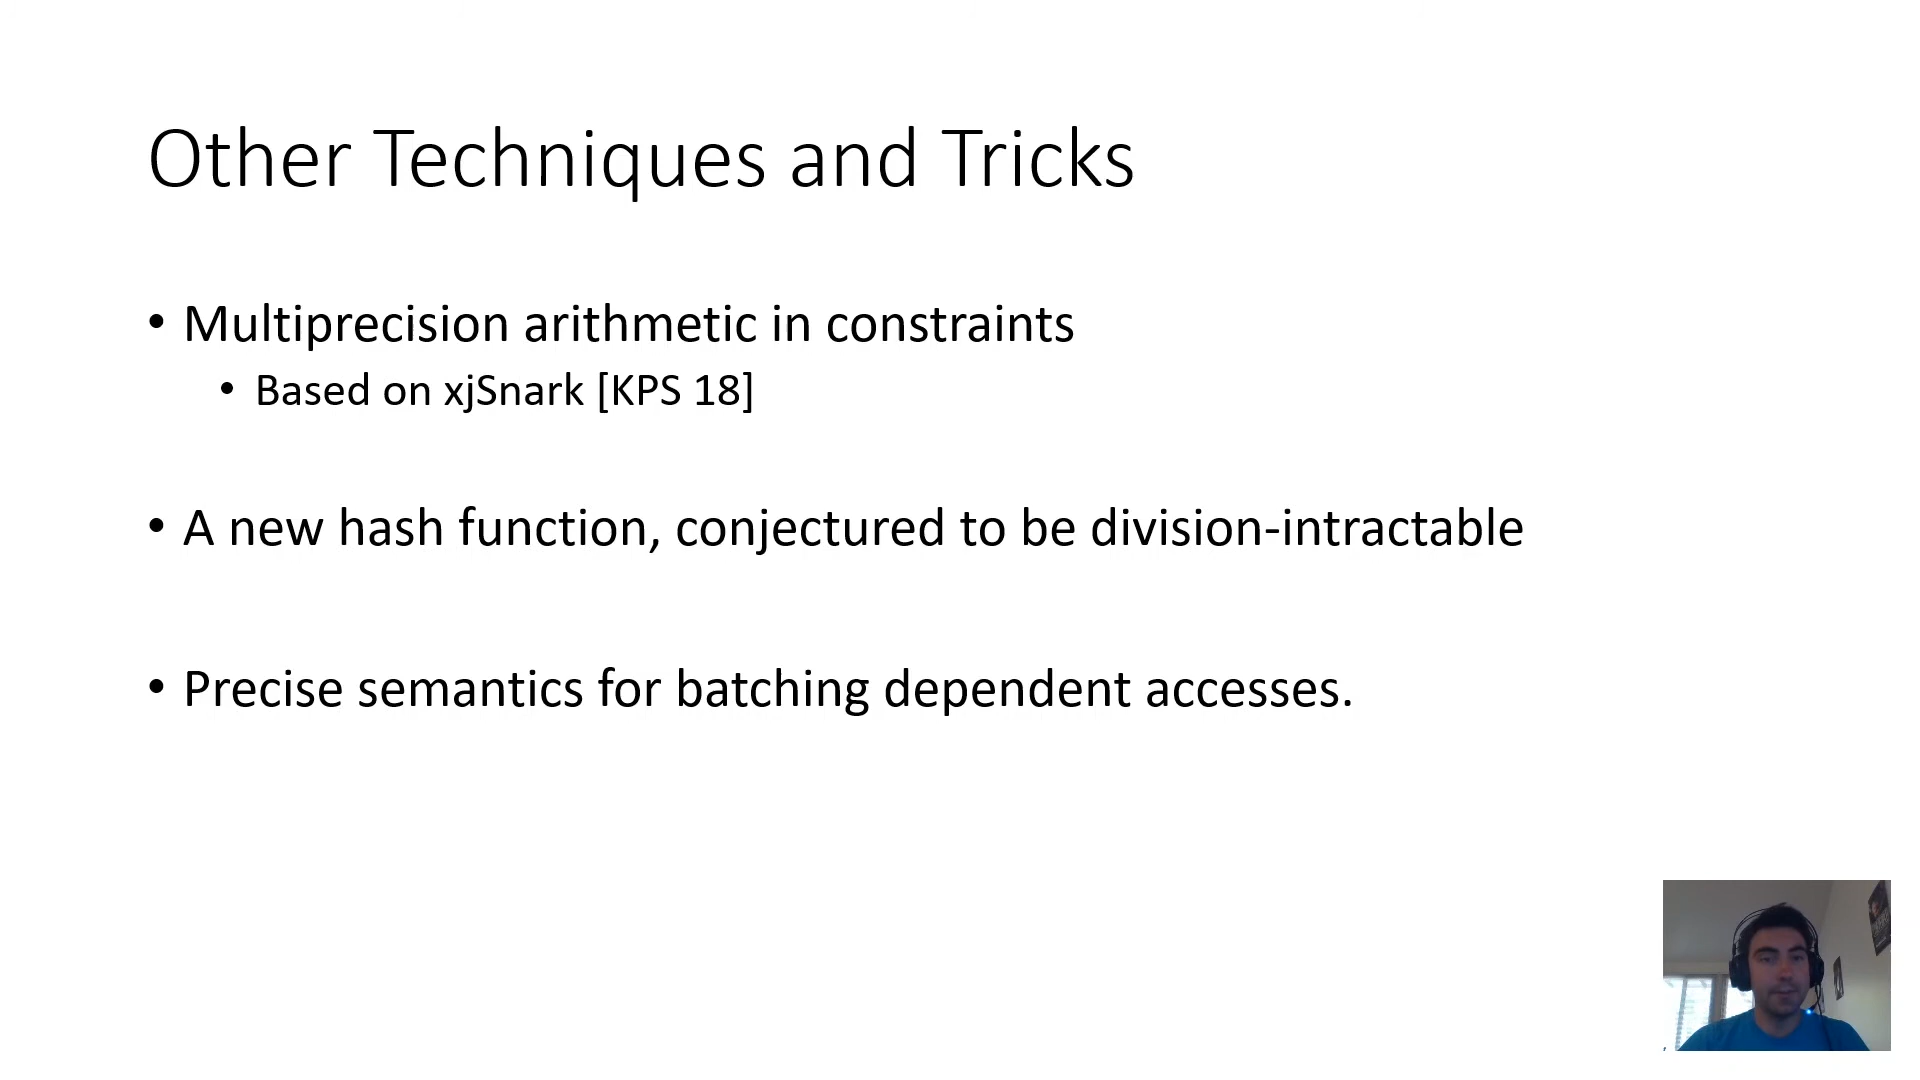 Other Techniques and Tricks
• Multiprecision arithmetic in constraints
• Based on xjSnark [KPS 18]
• A new hash function, conjectured to be division-intractable
• Precise semantics for batching dependent accesses.